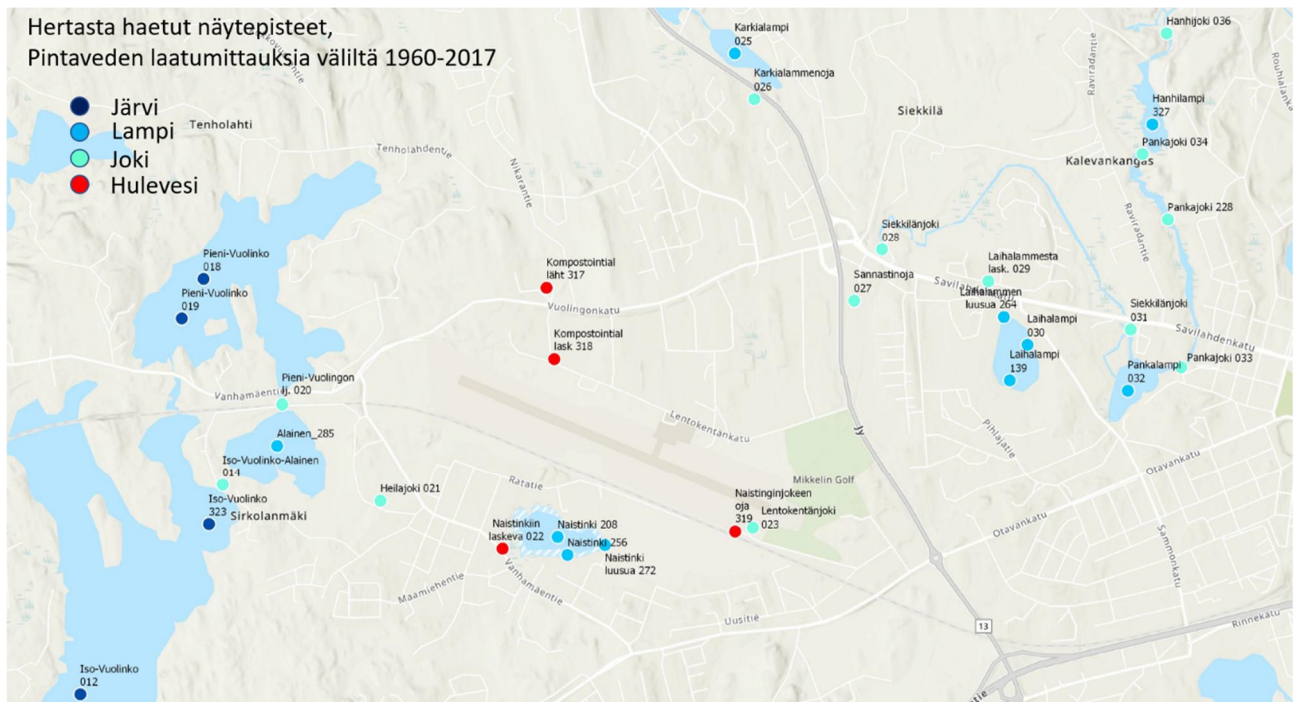 Hertasta haetut näytepisteet,
Pintaveden laatumittauksia väliltä 1960-2017
Järvi
Lampi
Joki
Hulevesi
Tenholahti
Tenholahdentie
Nikarantie
Karkialampi
025
Karkialammenoja
026
Siekkilä
Raviradantie
Hanhijoki 036
Hanhilampi
327
Pankajoki 034
Kalevankangas
Pankajoki 228
Raviradantie
Pieni-Vuolinko
018
Pieni-Vuolinko
019
Kompostointial
läht 317
Vuolingonkatu
Kompostointial
lask 318
Siekkilänjoki
028
Sannastinoja
027
Laihalammesta
lask. 029
Laihalammen
luusua 264
Laihalampi
030
Laihalampi
139
Siekkilänjoki
031
Savilahdenkatu
Pankajoki 033
Pankalampi
032
Pieni-Vuolingon
lj. 020
Vanhamäentie
Alainen_285
Iso-Vuolinko-Alainen
014
Iso-Vuolinko
323
Sirkolanmäki
Heilajoki 021
Ratatie
Lentokentänkatu
Jy
Pihlajatie
Otavankatu
Otavankatu
Sammonkatu
Mikkelin Golf
Naistinginjokeen
oja
319
Lentokentänjoki
023
Naistinkiin
laskeva 022
Naistinki 208
Naistinki 256
Naistinki
luusua 272
Vanhamäentie
Maamiehentie
Uusitie
13
Rinnekatu
Iso-Vuolinko
012